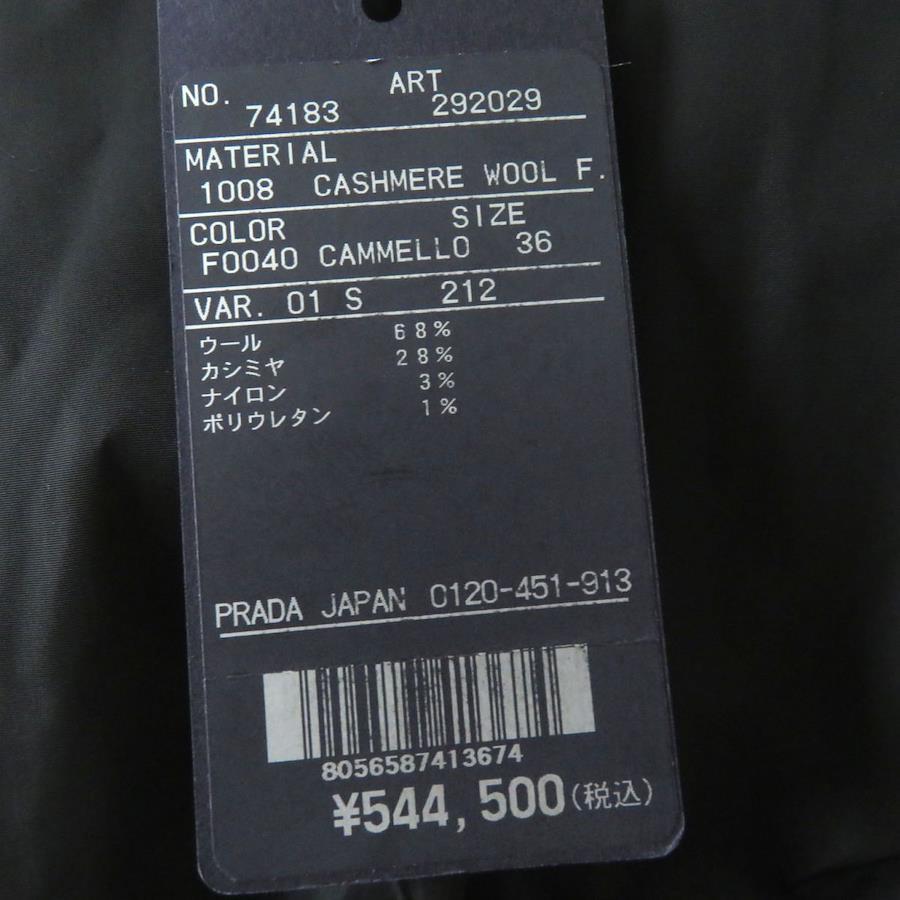 NO. ART
74183 292029
MATERIAL
1008 CASHMERE WOOL F.
COLOR SIZE
F0040 CAMMELLO 36
VAR. 01 S 212
ウール 68%
カシミヤ 28%
ナイロン 3%
ポリウレタン 1%
PRADA JAPAN 0120-451-913
8056587413674
¥544,500(税込)